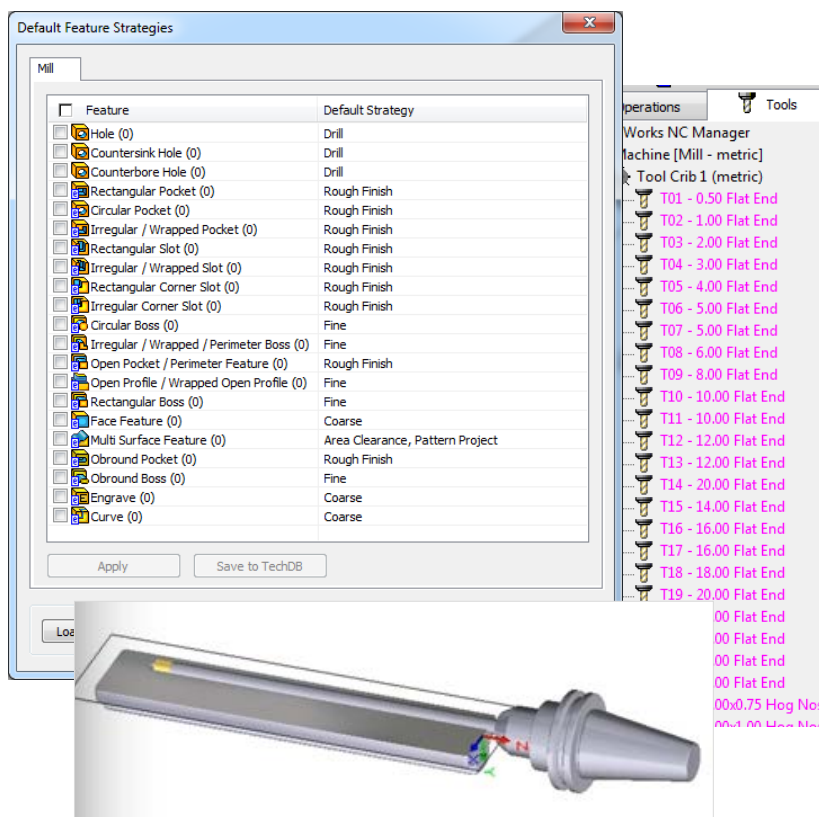 Default Feature Strategies
Mill
Feature Default Strategy
Hole (0) Drill
Countersink Hole (0) Drill
Counterbore Hole (0) Drill
Rectangular Pocket (0) Rough Finish
Circular Pocket (0) Rough Finish
Irregular / Wrapped Pocket (0) Rough Finish
Rectangular Slot (0) Rough Finish
Irregular / Wrapped Slot (0) Rough Finish
Rectangular Corner Slot (0) Rough Finish
Irregular Corner Slot (0) Rough Finish
Circular Boss (0) Fine
Irregular / Wrapped / Perimeter Boss (0) Fine
Open Pocket / Perimeter Feature (0) Rough Finish
Open Profile / Wrapped Open Profile (0) Fine
Rectangular Boss (0) Fine
Face Feature (0) Coarse
Multi Surface Feature (0) Area Clearance, Pattern Project
Obround Pocket (0) Rough Finish
Obround Boss (0) Fine
Engrave (0) Coarse
Curve (0) Coarse
Apply Save to TechDB
Loa
perations Tools
Works NC Manager
Machine [Mill - metric]
Tool Crib 1 (metric)
T01 - 0.50 Flat End
T02 - 1.00 Flat End
T03 - 2.00 Flat End
T04 - 3.00 Flat End
T05 - 4.00 Flat End
T06 - 5.00 Flat End
T07 - 5.00 Flat End
T08 - 6.00 Flat End
T09 - 8.00 Flat End
T10 - 10.00 Flat End
T11 - 10.00 Flat End
T12 - 12.00 Flat End
T13 - 12.00 Flat End
T14 - 20.00 Flat End
T15 - 14.00 Flat End
T16 - 16.00 Flat End
T17 - 16.00 Flat End
T18 - 18.00 Flat End
T19 - 20.00 Flat End
.00 Flat End
.00 Flat End
.00 Flat End
.00 Flat End
00x0.75 Hog Nos
00x1.00 Hog Nos
X Y Z